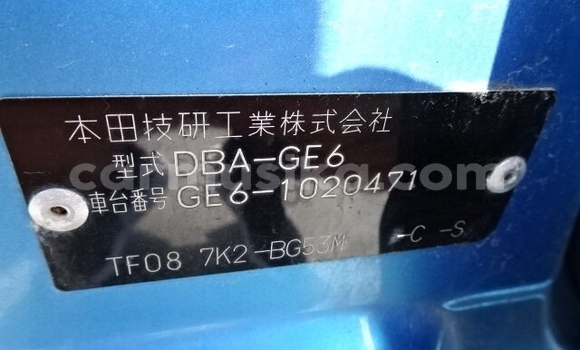 本田技研工業株式会社
型式 DBA-GE6
車台番号 GE6-1020471
TF08 7K2-BG53M -C -S